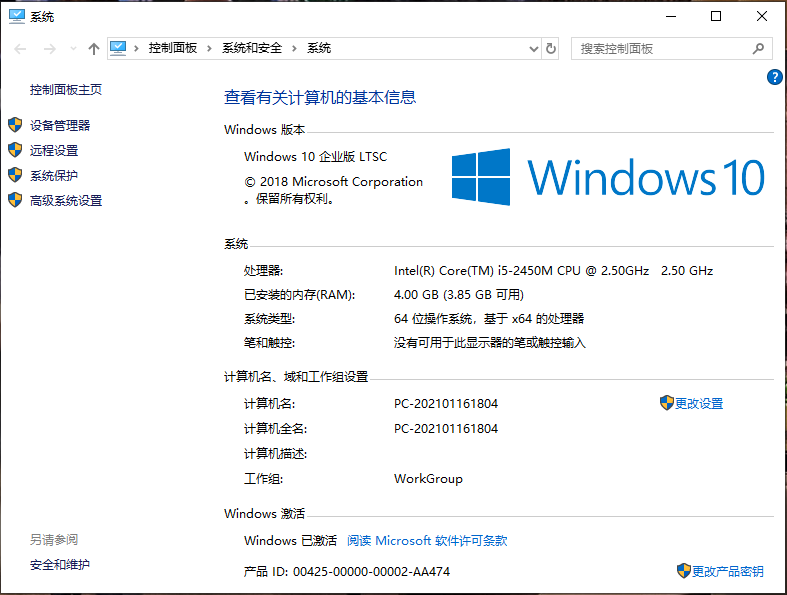 系统
控制面板 系统和安全 系统
搜索控制面板
控制面板主页
设备管理器
远程设置
系统保护
高级系统设置
查看有关计算机的基本信息
Windows 版本
Windows 10 企业版 LTSC
© 2018 Microsoft Corporation
。保留所有权利。
Windows 10
系统
处理器: Intel(R) Core(TM) i5-2450M CPU @ 2.50GHz 2.50 GHz
已安装的内存(RAM): 4.00 GB (3.85 GB 可用)
系统类型: 64 位操作系统, 基于 x64 的处理器
笔和触控: 没有可用于此显示器的笔或触控输入
计算机名、域和工作组设置
计算机名: PC-202101161804 更改设置
计算机全名: PC-202101161804
计算机描述:
工作组: WorkGroup
Windows 激活
Windows 已激活 阅读 Microsoft 软件许可条款
产品 ID: 00425-00000-00002-AA474 更改产品密钥
另请参阅
安全和维护